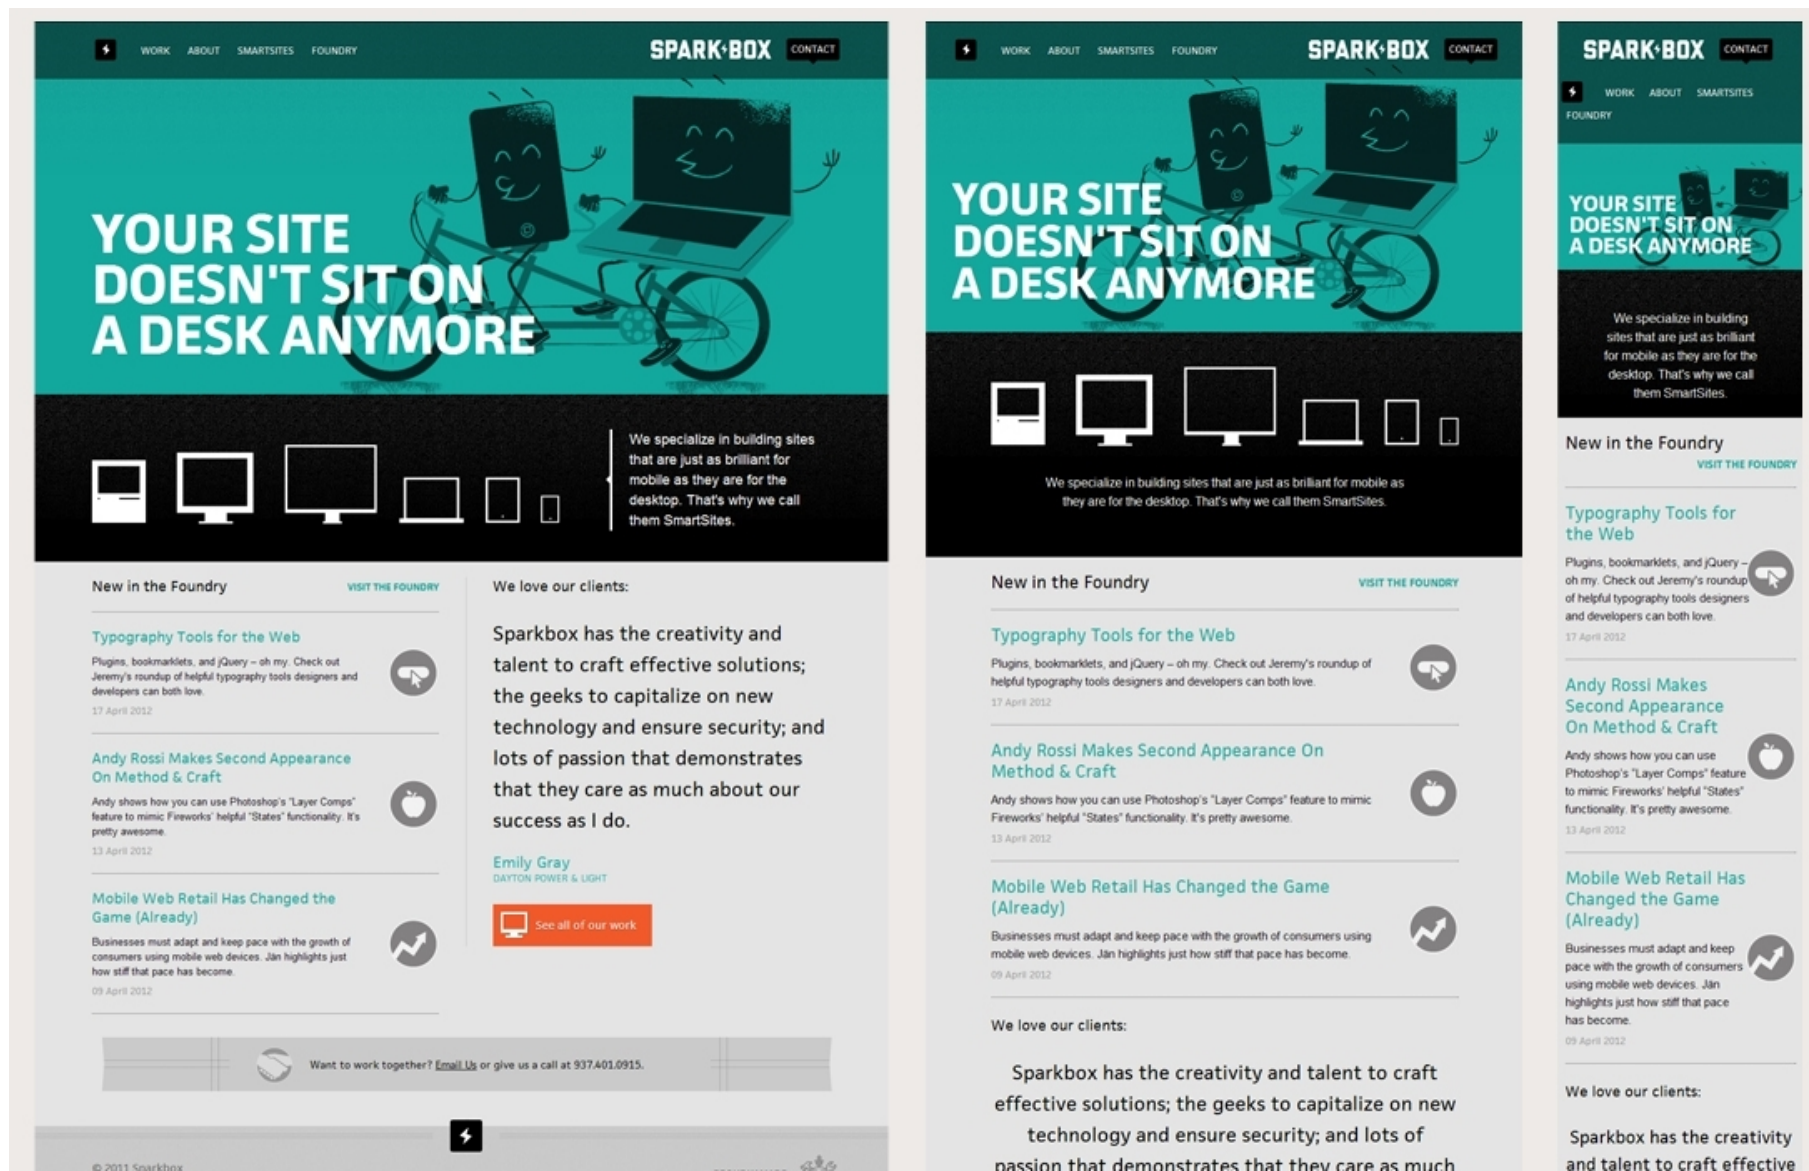 WORK ABOUT SMARTSITES FOUNDRY
SPARK BOX
CONTACT
YOUR SITE
DOESN'T SIT ON
A DESK ANYMORE
We specialize in building sites
that are just as brilliant for
mobile as they are for the
desktop. That's why we call
them SmartSites.
New in the Foundry
VISIT THE FOUNDRY
Typography Tools for the Web
Plugins, bookmarklets, and jQuery – oh my. Check out
Jeremy's roundup of helpful typography tools designers and
developers can both love.
17 April 2012
Andy Rossi Makes Second Appearance
On Method & Craft
Andy shows how you can use Photoshop's "Layer Comps"
feature to mimic Fireworks' helpful "States" functionality. It's
pretty awesome.
13 April 2012
Mobile Web Retail Has Changed the
Game (Already)
Businesses must adapt and keep pace with the growth of
consumers using mobile web devices. Jän highlights just
how stiff that pace has become.
09 April 2012
We love our clients:
Sparkbox has the creativity and
talent to craft effective solutions;
the geeks to capitalize on new
technology and ensure security; and
lots of passion that demonstrates
that they care as much about our
success as I do.
Emily Gray
DAYTON POWER & LIGHT
See all of our work
Want to work together? Email Us or give us a call at 937.401.0915.
© 2011 Sparkbox
WORK ABOUT SMARTSITES FOUNDRY
SPARK BOX
CONTACT
YOUR SITE
DOESN'T SIT ON
A DESK ANYMORE
We specialize in building sites that are just as brilliant for mobile as
they are for the desktop. That's why we call them SmartSites.
New in the Foundry
VISIT THE FOUNDRY
Typography Tools for the Web
Plugins, bookmarklets, and jQuery – oh my. Check out Jeremy's roundup of
helpful typography tools designers and developers can both love.
17 April 2012
Andy Rossi Makes Second Appearance On
Method & Craft
Andy shows how you can use Photoshop's "Layer Comps" feature to mimic
Fireworks' helpful "States" functionality. It's pretty awesome.
13 April 2012
Mobile Web Retail Has Changed the Game
(Already)
Businesses must adapt and keep pace with the growth of consumers using
mobile web devices. Jän highlights just how stiff that pace has become.
09 April 2012
We love our clients:
Sparkbox has the creativity and talent to craft
effective solutions; the geeks to capitalize on new
technology and ensure security; and lots of
passion that demonstrates that they care as much
SPARK BOX
CONTACT
WORK ABOUT SMARTSITES
FOUNDRY
YOUR SITE
DOESN'T SIT ON
A DESK ANYMORE
We specialize in building
sites that are just as brilliant
for mobile as they are for the
desktop. That's why we call
them SmartSites.
New in the Foundry
VISIT THE FOUNDRY
Typography Tools for
the Web
Plugins, bookmarklets, and jQuery –
oh my. Check out Jeremy's roundup
of helpful typography tools designers
and developers can both love.
17 April 2012
Andy Rossi Makes
Second Appearance
On Method & Craft
Andy shows how you can use
Photoshop's "Layer Comps" feature
to mimic Fireworks' helpful "States"
functionality. It's pretty awesome.
13 April 2012
Mobile Web Retail Has
Changed the Game
(Already)
Businesses must adapt and keep
pace with the growth of consumers
using mobile web devices. Jän
highlights just how stiff that pace
has become.
09 April 2012
We love our clients:
Sparkbox has the creativity
and talent to craft effective